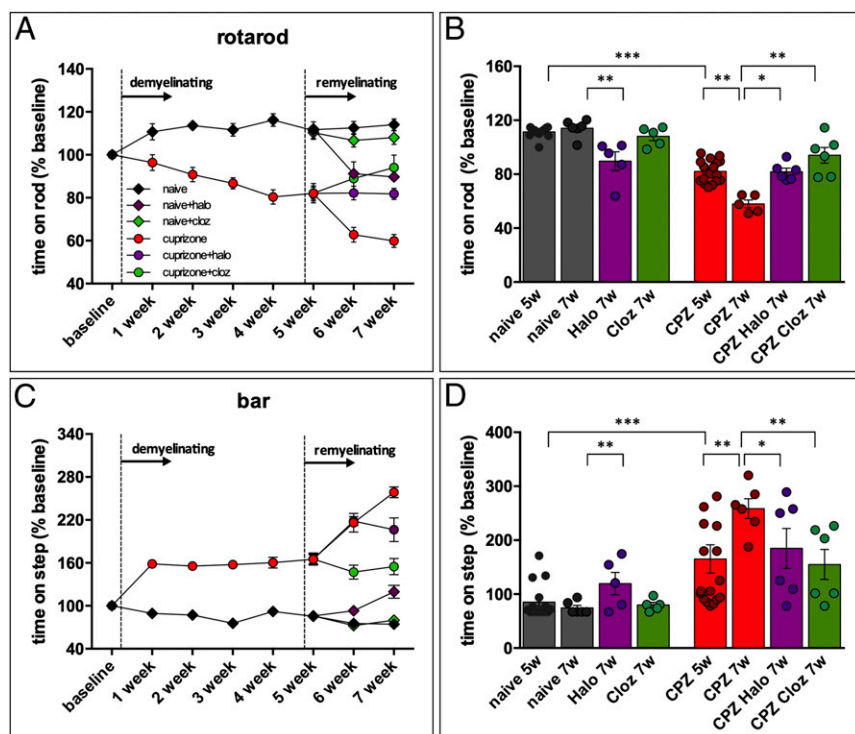 A
rotarod
time on rod (% baseline)
140
120
100
80
60
40
demyelinating
remyelinating
naive
naive+halo
naive+cloz
cuprizone
cuprizone+halo
cuprizone+cloz
baseline
1 week
2 week
3 week
4 week
5 week
6 week
7 week
B
time on rod (% baseline)
160
120
80
40
0
***
**
**
**
*
naive 5w
naive 7w
Halo 7w
Cloz 7w
CPZ 5w
CPZ 7w
CPZ Halo 7w
CPZ Cloz 7w
C
bar
time on step (% baseline)
340
280
220
160
100
40
demyelinating
remyelinating
baseline
1 week
2 week
3 week
4 week
5 week
6 week
7 week
D
time on step (% baseline)
400
300
200
100
0
***
**
**
**
*
naive 5w
naive 7w
Halo 7w
Cloz 7w
CPZ 5w
CPZ 7w
CPZ Halo 7w
CPZ Cloz 7w